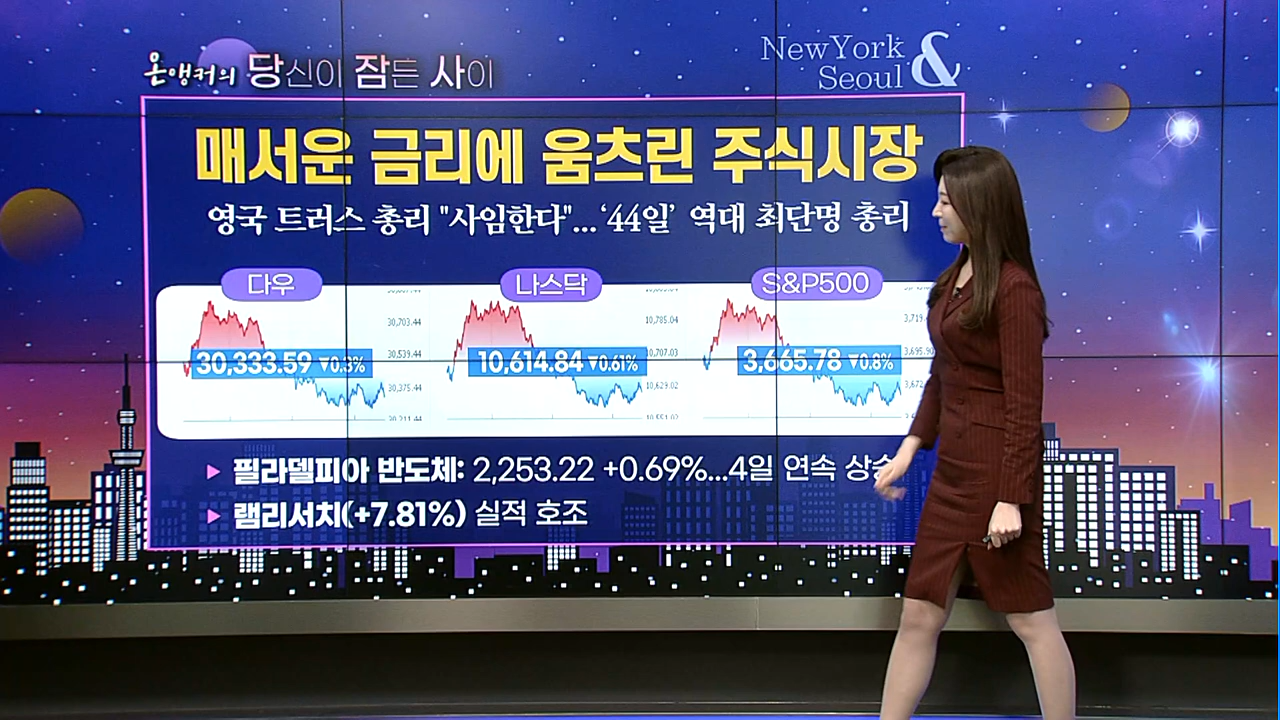 온앵커의 당신이 잠든 사이
NewYork & Seoul
매서운 금리에 움츠린 주식시장
영국 트러스 총리 "사임한다"... '44일' 역대 최단명 총리
다우
나스닥
S&P500
30,703.44
30,539.44
30,375.44
30,333.59 ▼0.3%
10,785.04
10,707.03
10,629.02
10,614.84 ▼0.61%
3,665.78 ▼0.8%
▶ 필라델피아 반도체: 2,253.22 +0.69%...4일 연속 상승
▶ 램리서치(+7.81%) 실적 호조